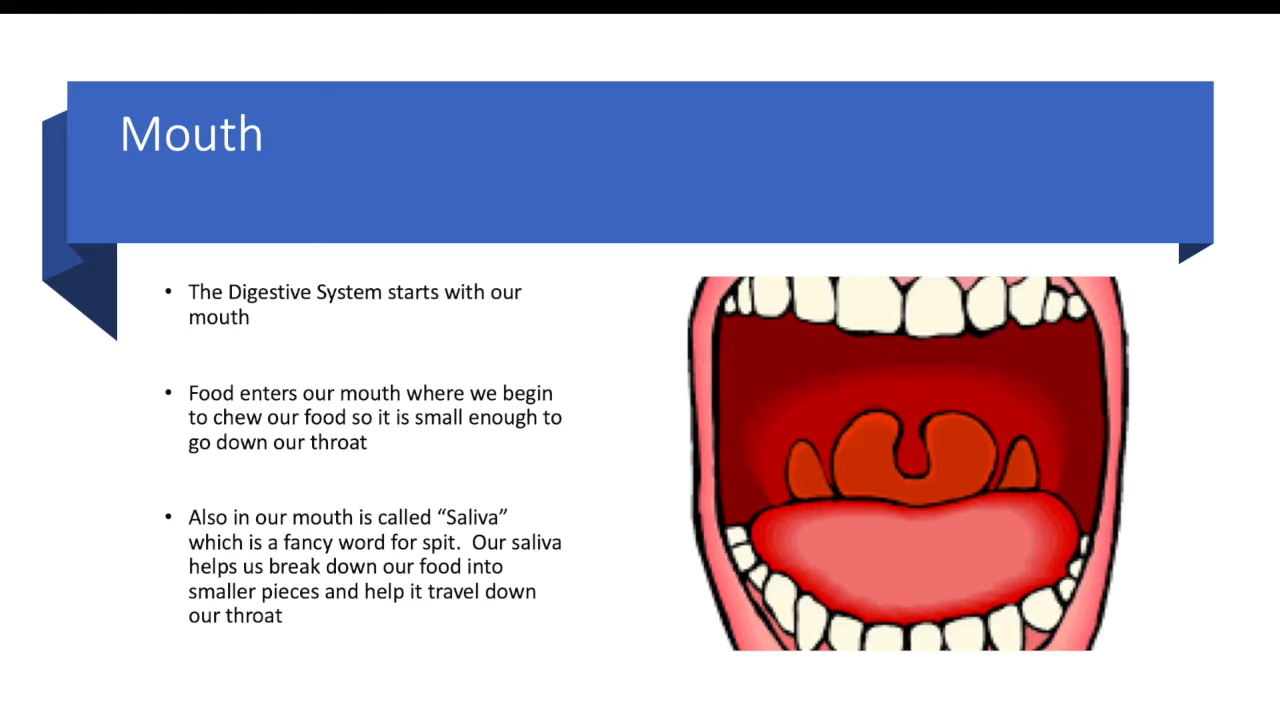 Mouth
• The Digestive System starts with our
mouth
• Food enters our mouth where we begin
to chew our food so it is small enough to
go down our throat
• Also in our mouth is called “Saliva”
which is a fancy word for spit.  Our saliva
helps us break down our food into
smaller pieces and help it travel down
our throat